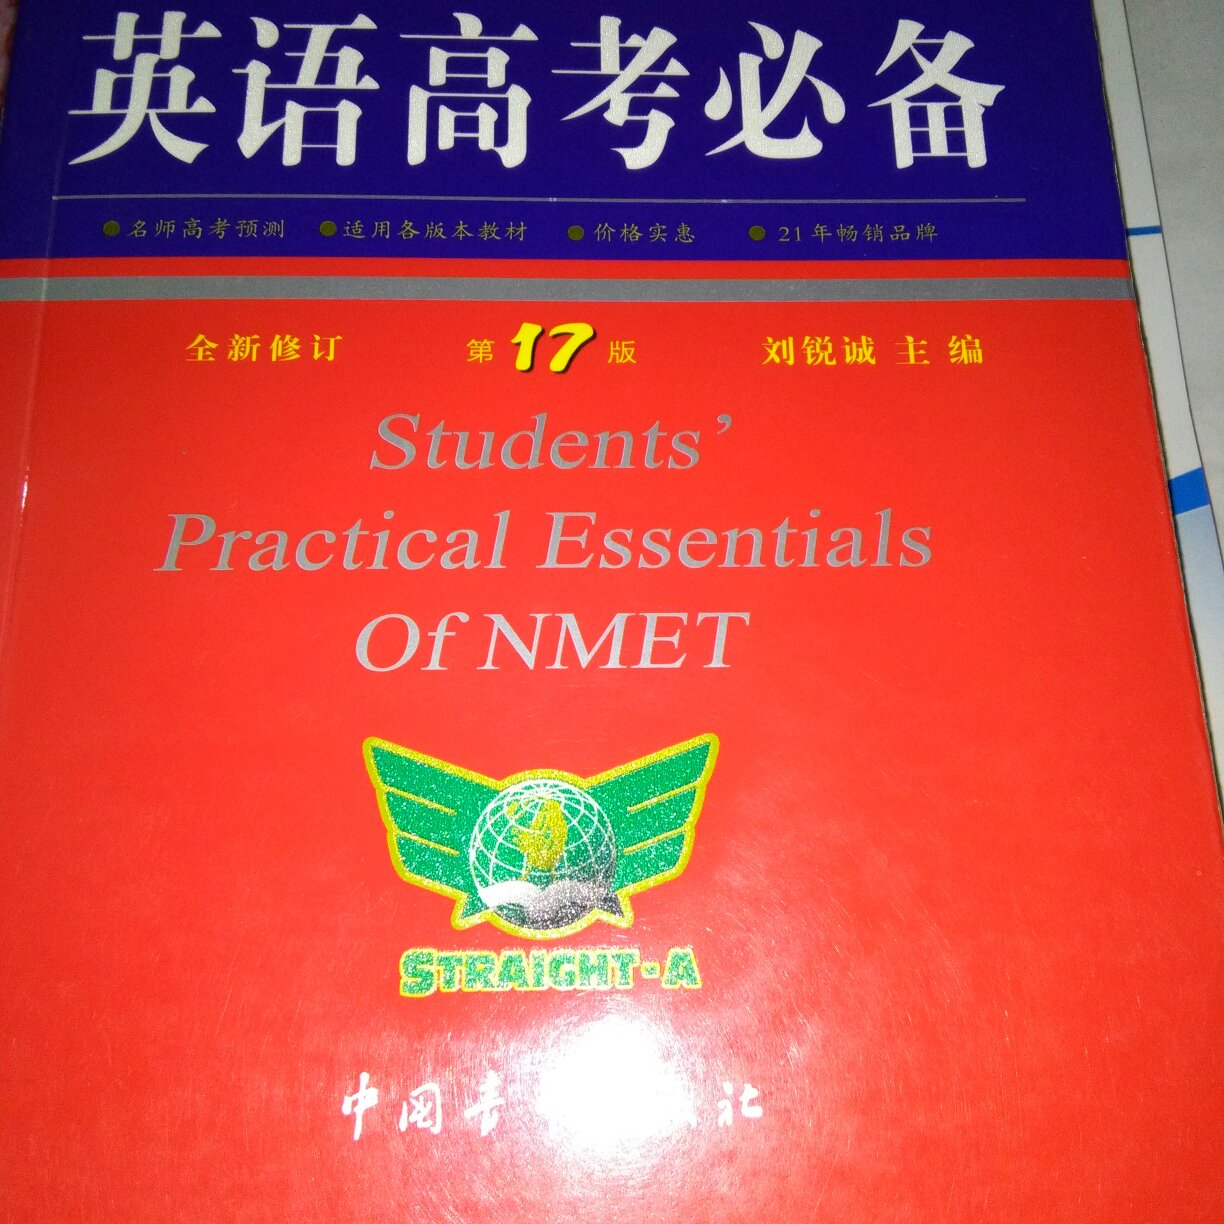 英语高考必备
●名师高考预测 ●适用各版本教材 ●价格实惠 ●21年畅销品牌
全新修订 第17版 刘锐诚 主编
Students’
Practical Essentials
Of NMET
STRAIGHT-A
中国青 社